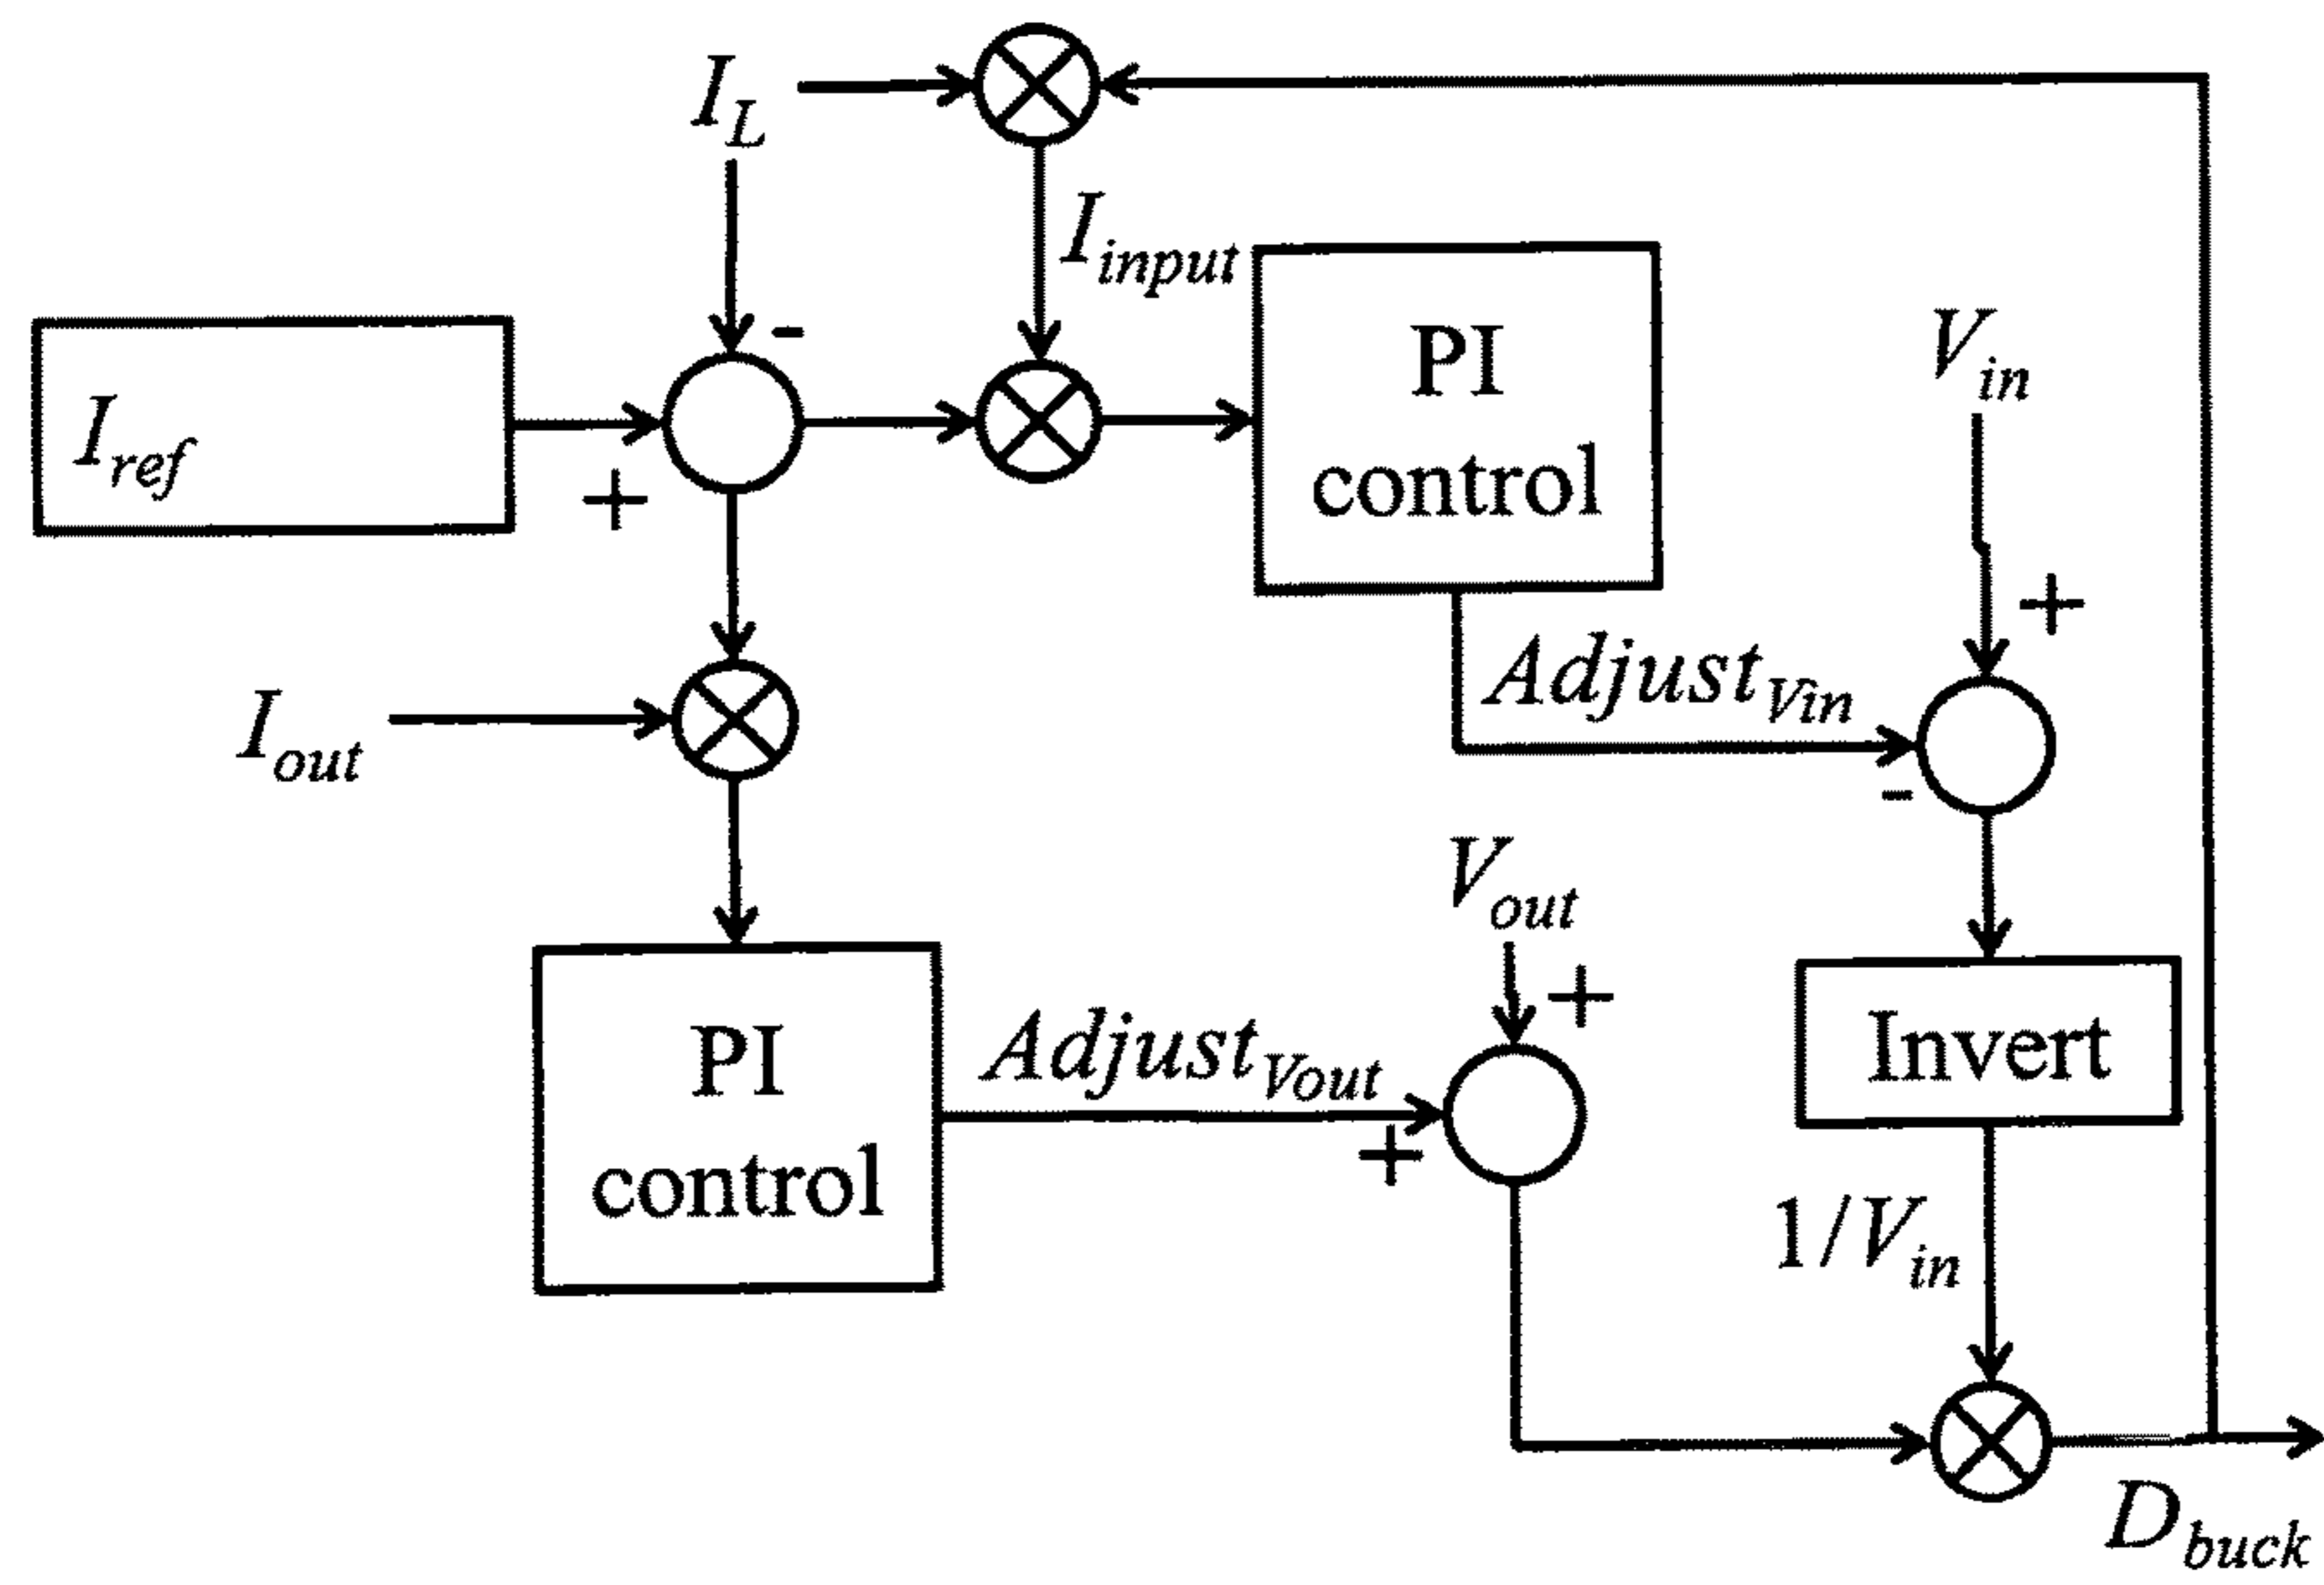 I_L
I_input
PI
control
V_in
-
I_ref
+
+
Adjust_Vin
I_out
-
V_out
+
Invert
PI
control
Adjust_Vout
+
1/V_in
D_buck